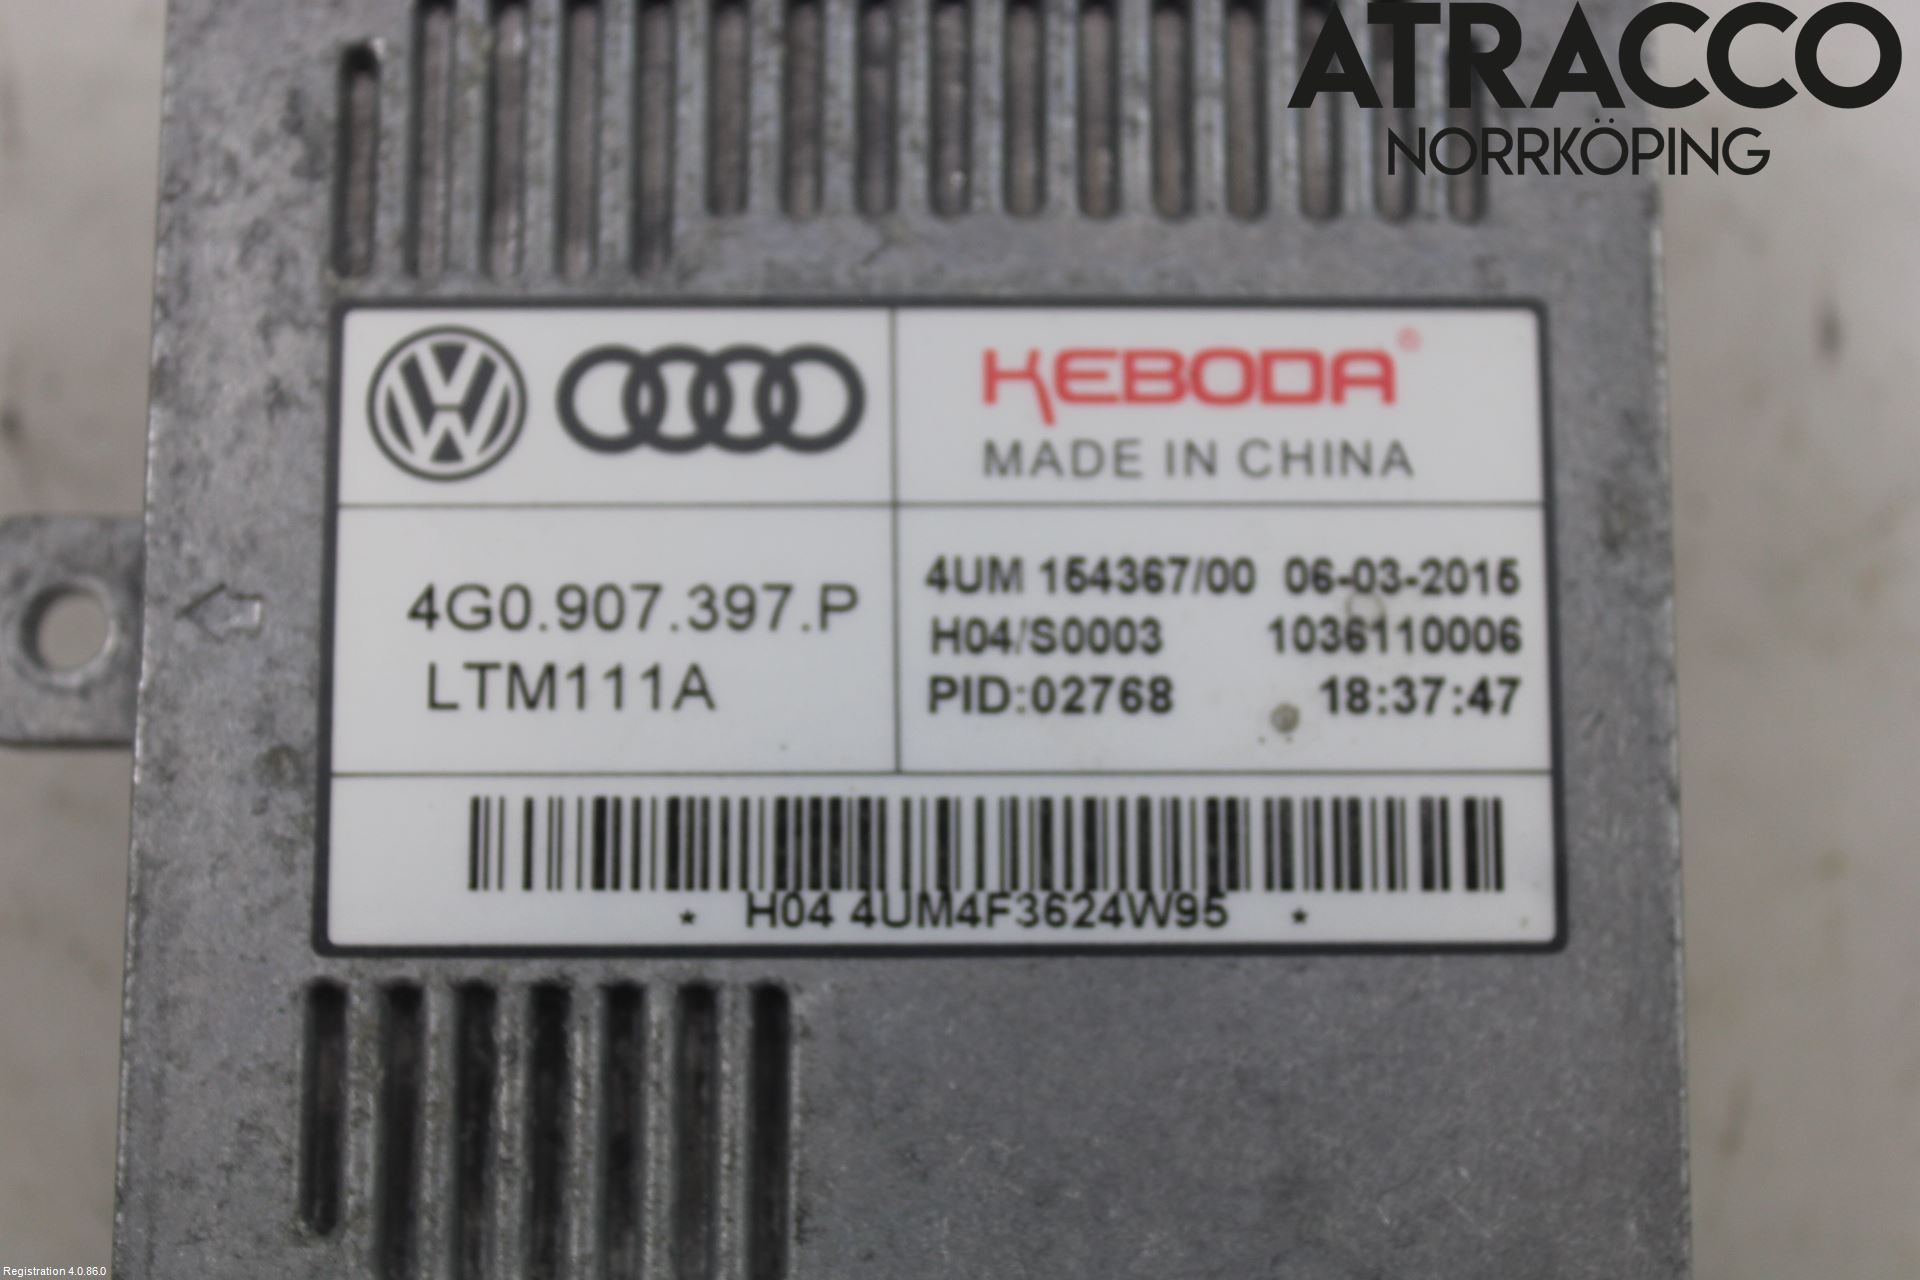 ATRACCO
NORRKÖPING
KEBODA®
MADE IN CHINA
4G0.907.397.P
LTM111A
4UM 154367/00 06-03-2015
H04/S0003 1036110006
PID:02768 18:37:47
* H04 4UM4F3624W95 *
Registration 4.0.86.0